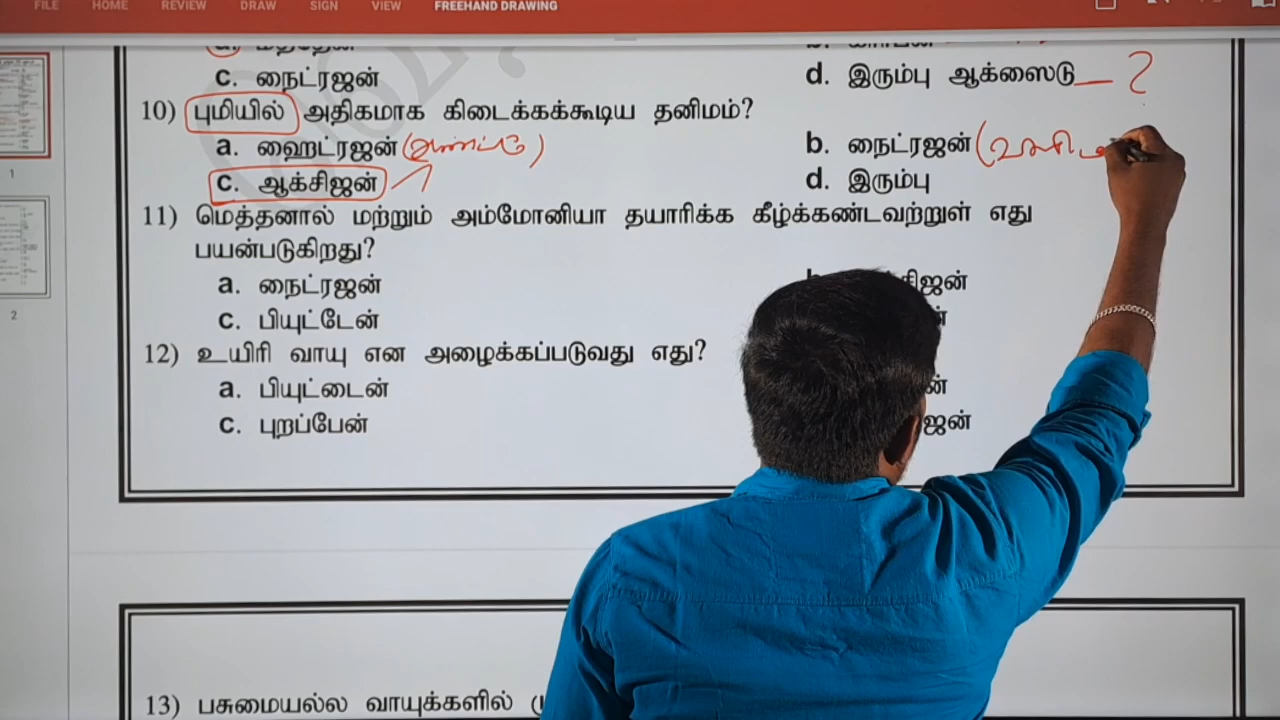 FILE HOME REVIEW DRAW SIGN VIEW FREEHAND DRAWING
c. நைட்ரஜன் d. இரும்பு ஆக்ஸைடு — ?
10) புமியில் அதிகமாக கிடைக்கக்கூடிய தனிமம்?
a. ஹைட்ரஜன் b. நைட்ரஜன்
c. ஆக்சிஜன் d. இரும்பு
11) மெத்தனால் மற்றும் அம்மோனியா தயாரிக்க கீழ்க்கண்டவற்றுள் எது
பயன்படுகிறது?
a. நைட்ரஜன்
c. பியுட்டேன்
12) உயிரி வாயு என அழைக்கப்படுவது எது?
a. பியுட்டைன்
c. புறப்பேன்
13) பசுமையல்ல வாயுக்களில்
1
2